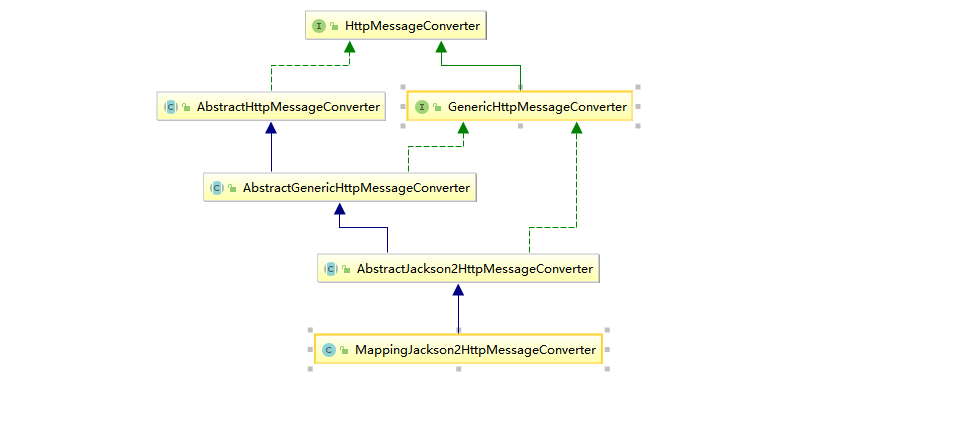 I HttpMessageConverter
C AbstractHttpMessageConverter
I GenericHttpMessageConverter
C AbstractGenericHttpMessageConverter
C AbstractJackson2HttpMessageConverter
C MappingJackson2HttpMessageConverter